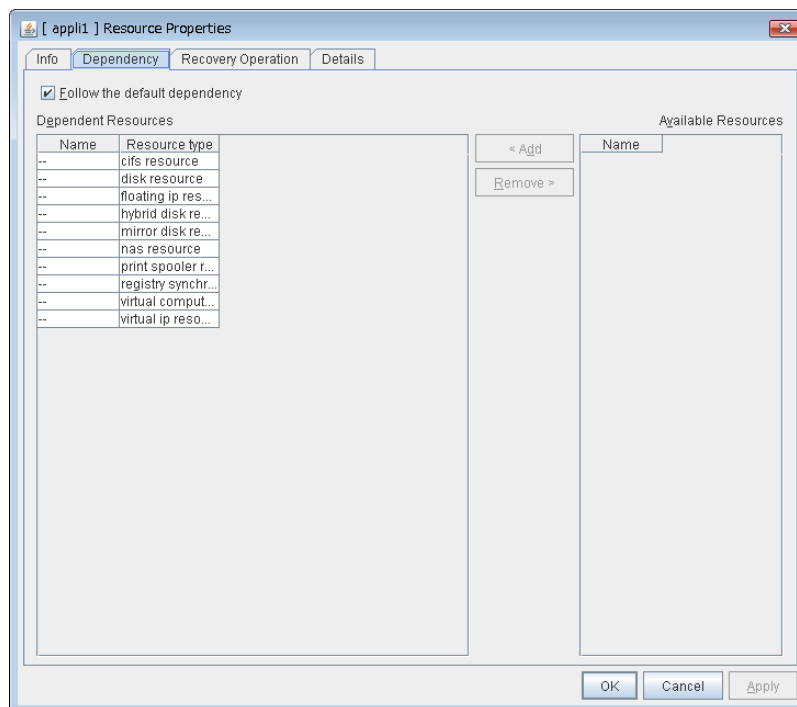 [ appli1 ] Resource Properties
Info Dependency Recovery Operation Details
Follow the default dependency
Dependent Resources Available Resources
Name Resource type < Add Name
-- cifs resource
-- disk resource Remove >
-- floating ip res...
-- hybrid disk re...
-- mirror disk re...
-- nas resource
-- print spooler r...
-- registry synchr...
-- virtual comput...
-- virtual ip reso...
OK Cancel Apply